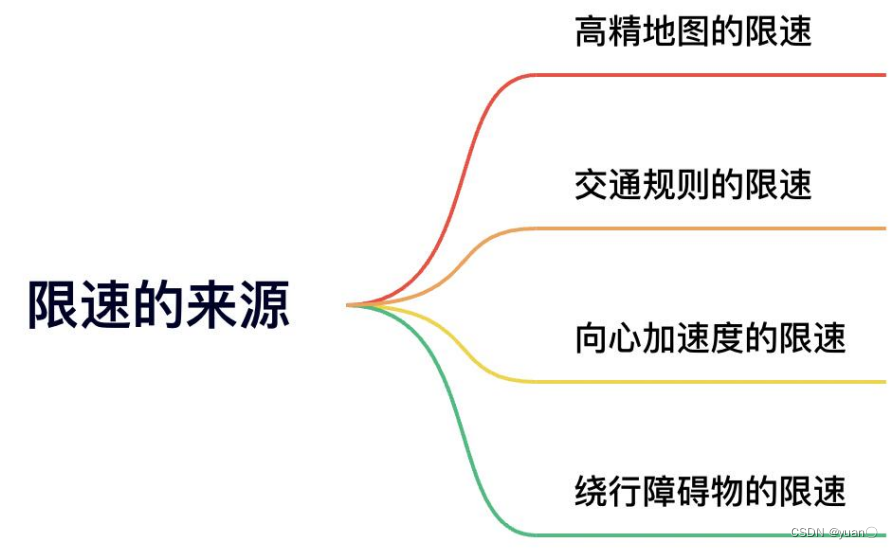 高精地图的限速
交通规则的限速
限速的来源
向心加速度的限速
绕行障碍物的限速
CSDN @yuan〇